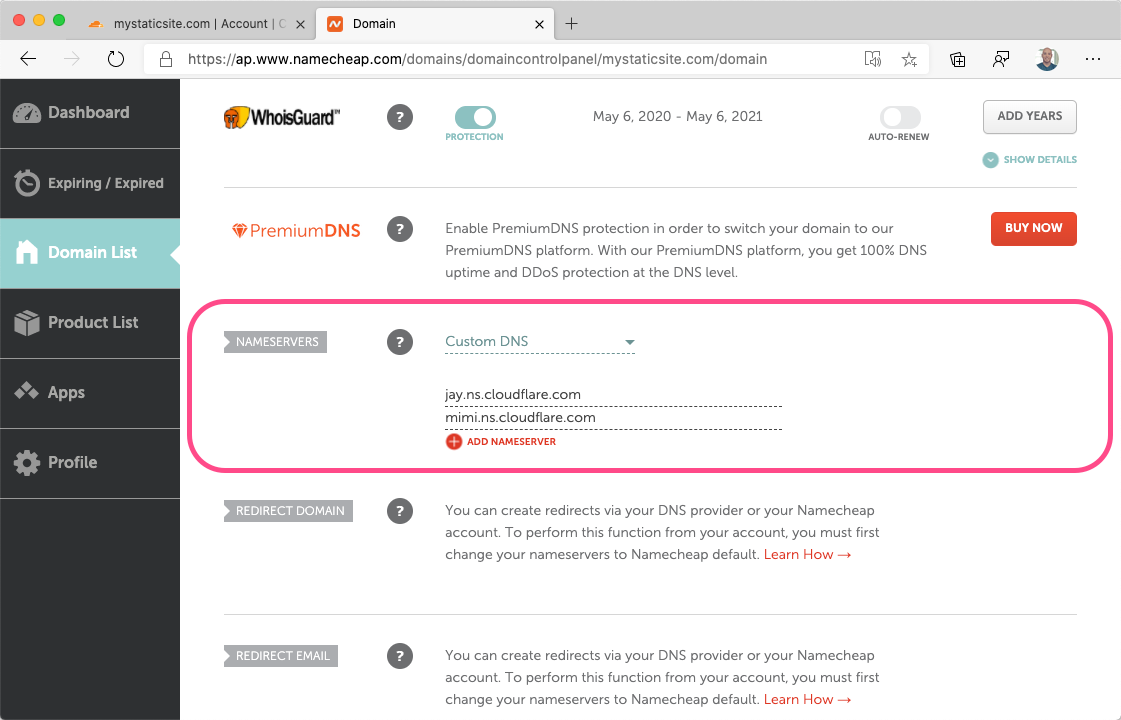 mystaticsite.com | Account | C
Domain
https://ap.www.namecheap.com/domains/domaincontrolpanel/mystaticsite.com/domain
Dashboard
Expiring / Expired
Domain List
Product List
Apps
Profile
WhoisGuard™
?
PROTECTION
May 6, 2020 - May 6, 2021
AUTO-RENEW
ADD YEARS
SHOW DETAILS
PremiumDNS
?
Enable PremiumDNS protection in order to switch your domain to our
PremiumDNS platform. With our PremiumDNS platform, you get 100% DNS
uptime and DDoS protection at the DNS level.
BUY NOW
NAMESERVERS
?
Custom DNS
jay.ns.cloudflare.com
mimi.ns.cloudflare.com
ADD NAMESERVER
REDIRECT DOMAIN
?
You can create redirects via your DNS provider or your Namecheap
account. To perform this function from your account, you must first
change your nameservers to Namecheap default. Learn How →
REDIRECT EMAIL
?
You can create redirects via your DNS provider or your Namecheap
account. To perform this function from your account, you must first
change your nameservers to Namecheap default. Learn How →